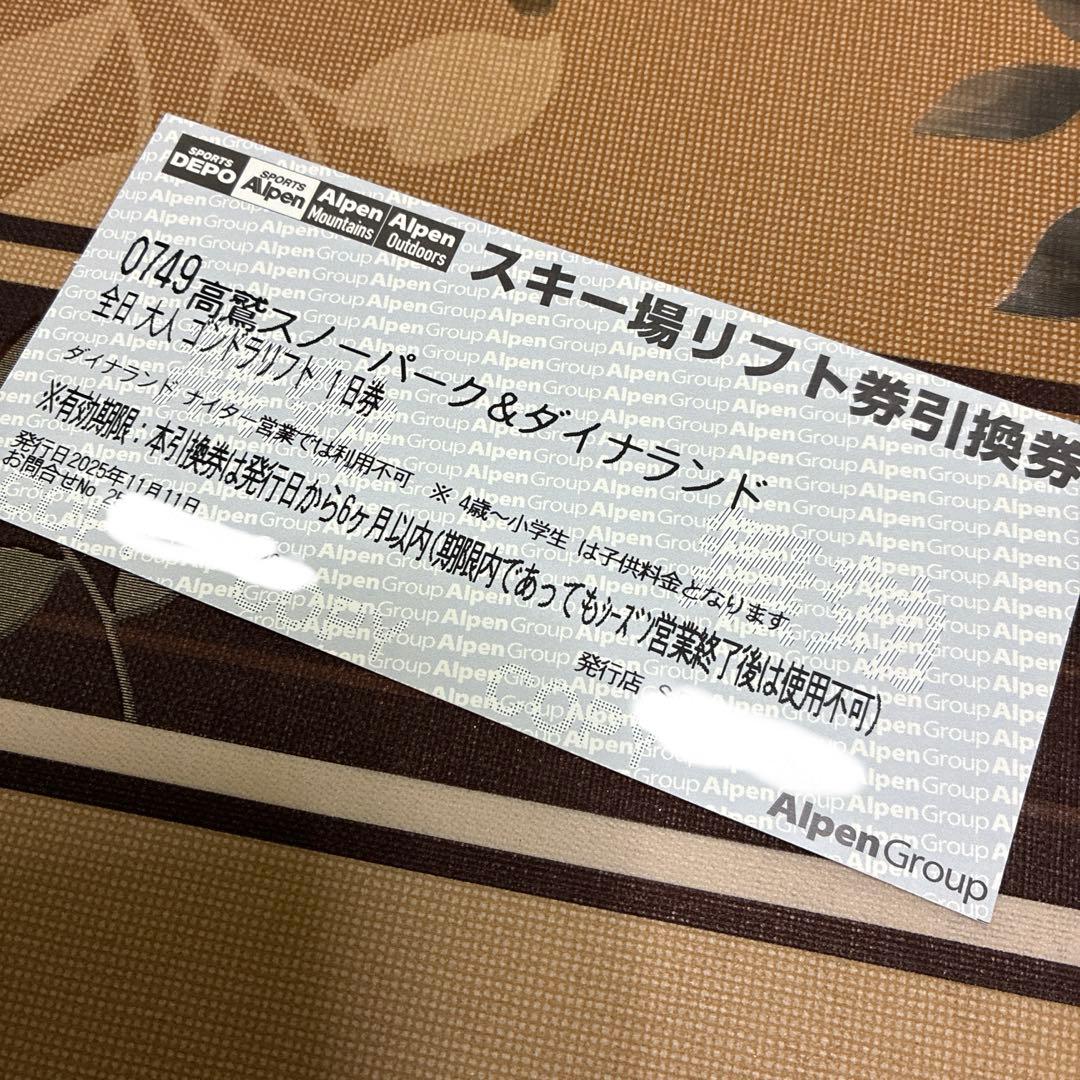 SPORTS DEPO SPORTS Alpen Alpen Mountains Alpen Outdoors
スキー場リフト券引換券
0749 高鷲スノーパーク&ダイナランド
全日 大人 ゴンドラリフト 1日券
ダイナランド ナイター営業では利用不可 ※ 4歳〜小学生 は子供料金となります
※有効期限：本引換券は発行日から6ヶ月以内(期限内であってもシーズン営業終了後は使用不可)
発行日2025年11月11日
お問合せNo. 25
発行店 S
COPY COPY
AlpenGroup